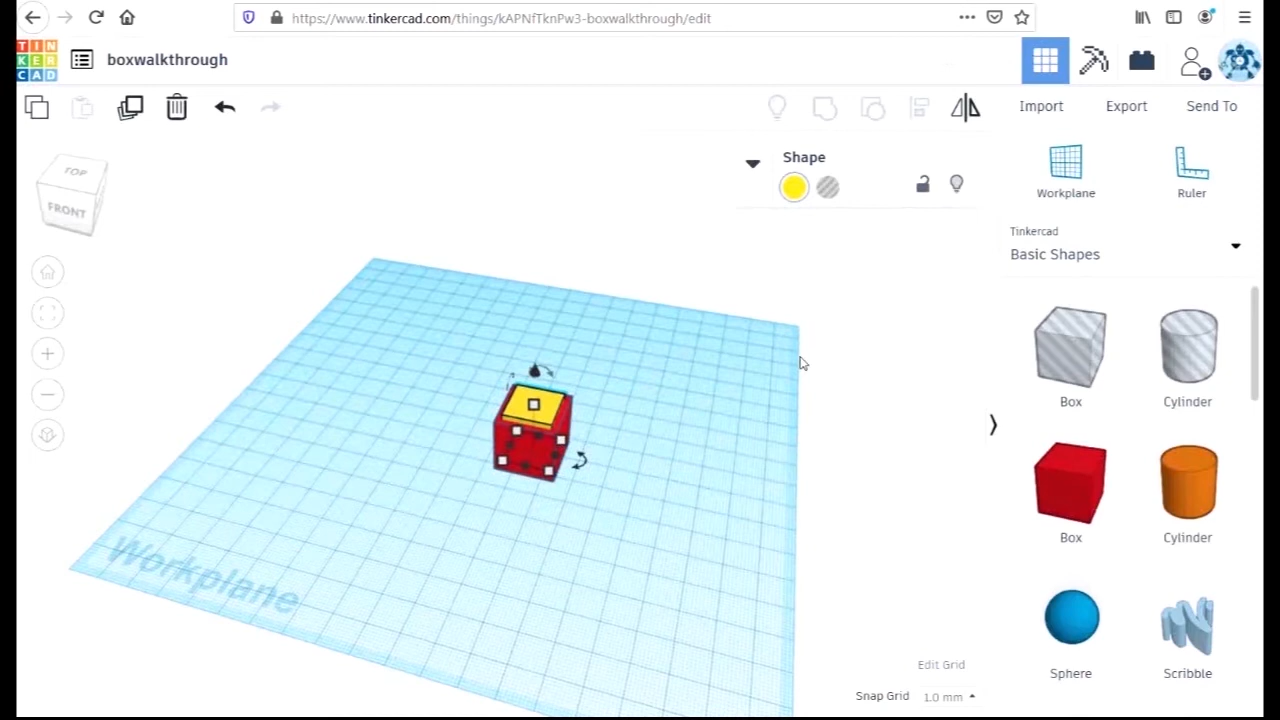 https://www.tinkercad.com/things/kAPNfTknPw3-boxwalkthrough/edit
TIN
KER
CAD
boxwalkthrough
Import
Export
Send To
TOP
FRONT
Shape
Workplane
Ruler
Tinkercad
Basic Shapes
Box
Cylinder
Box
Cylinder
Workplane
Sphere
Scribble
Edit Grid
Snap Grid 1.0 mm